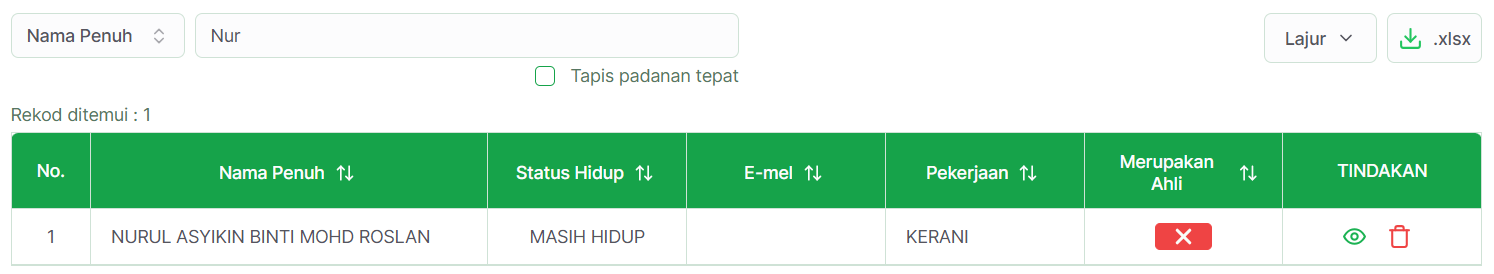 Nama Penuh Nur Lajur .xlsx
Tapis padanan tepat
Rekod ditemui : 1
No. Nama Penuh Status Hidup E-mel Pekerjaan Merupakan Ahli TINDAKAN
1 NURUL ASYIKIN BINTI MOHD ROSLAN MASIH HIDUP KERANI